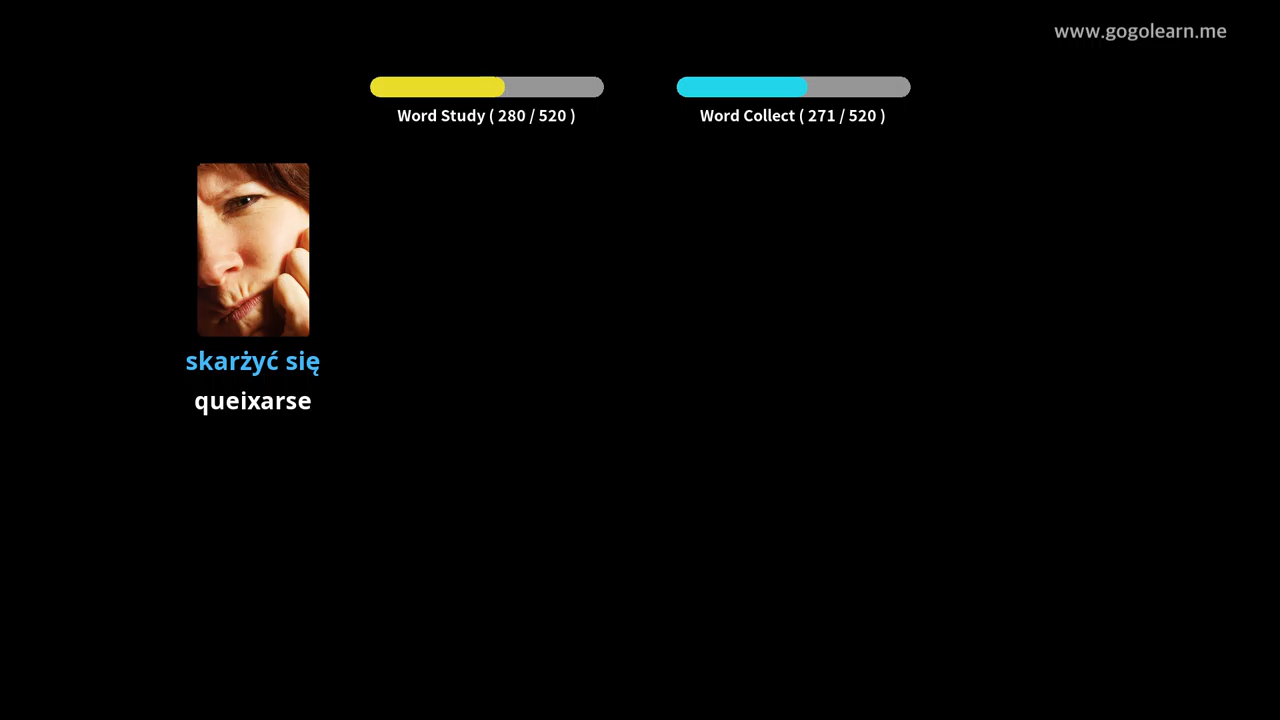 www.gogolearn.me
Word Study ( 280 / 520 )
Word Collect ( 271 / 520 )
skarżyć się
queixarse